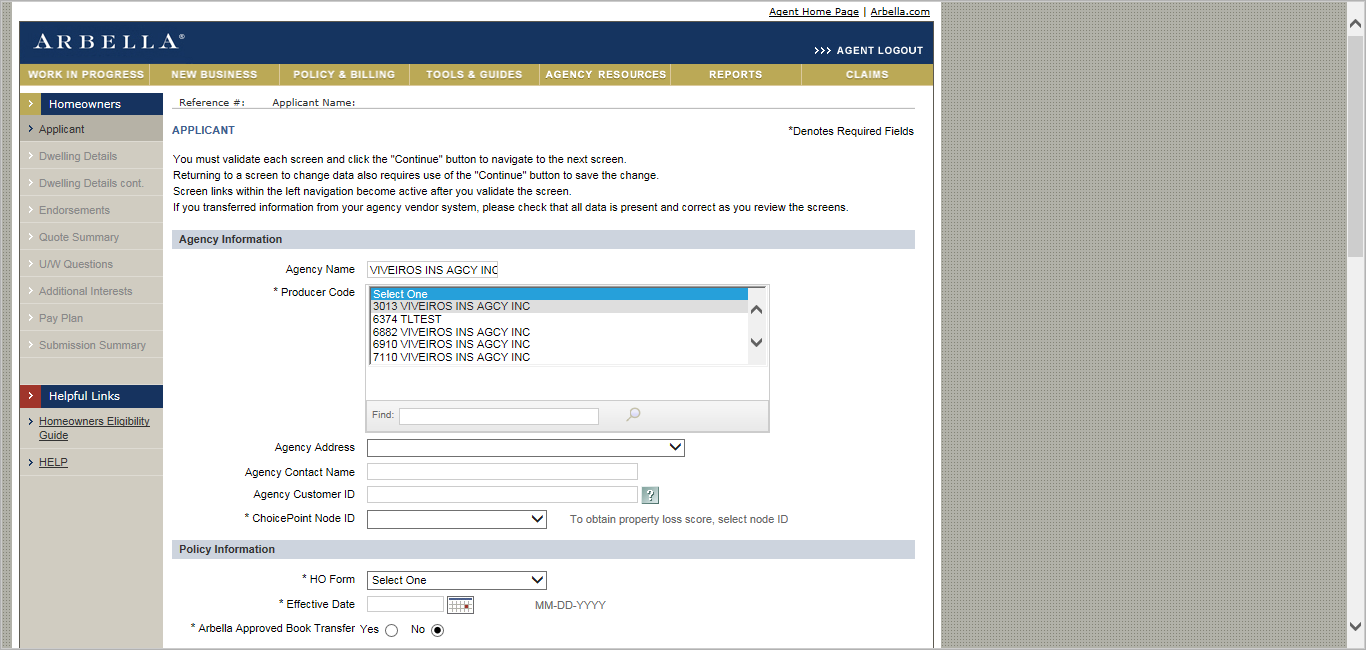 Agent Home Page | Arbella.com
ARBELLA®
>>> AGENT LOGOUT
WORK IN PROGRESS NEW BUSINESS POLICY & BILLING TOOLS & GUIDES AGENCY RESOURCES REPORTS CLAIMS
Homeowners
Applicant
Dwelling Details
Dwelling Details cont.
Endorsements
Quote Summary
U/W Questions
Additional Interests
Pay Plan
Submission Summary
Helpful Links
Homeowners Eligibility
Guide
HELP
Reference #: Applicant Name:
APPLICANT
*Denotes Required Fields
You must validate each screen and click the "Continue" button to navigate to the next screen.
Returning to a screen to change data also requires use of the "Continue" button to save the change.
Screen links within the left navigation become active after you validate the screen.
If you transferred information from your agency vendor system, please check that all data is present and correct as you review the screens.
Agency Information
Agency Name VIVEIROS INS AGCY INC
* Producer Code
Select One
3013 VIVEIROS INS AGCY INC
6374 TLTEST
6882 VIVEIROS INS AGCY INC
6910 VIVEIROS INS AGCY INC
7110 VIVEIROS INS AGCY INC
Find:
Agency Address
Agency Contact Name
Agency Customer ID ?
* ChoicePoint Node ID To obtain property loss score, select node ID
Policy Information
* HO Form Select One
* Effective Date MM-DD-YYYY
* Arbella Approved Book Transfer Yes No